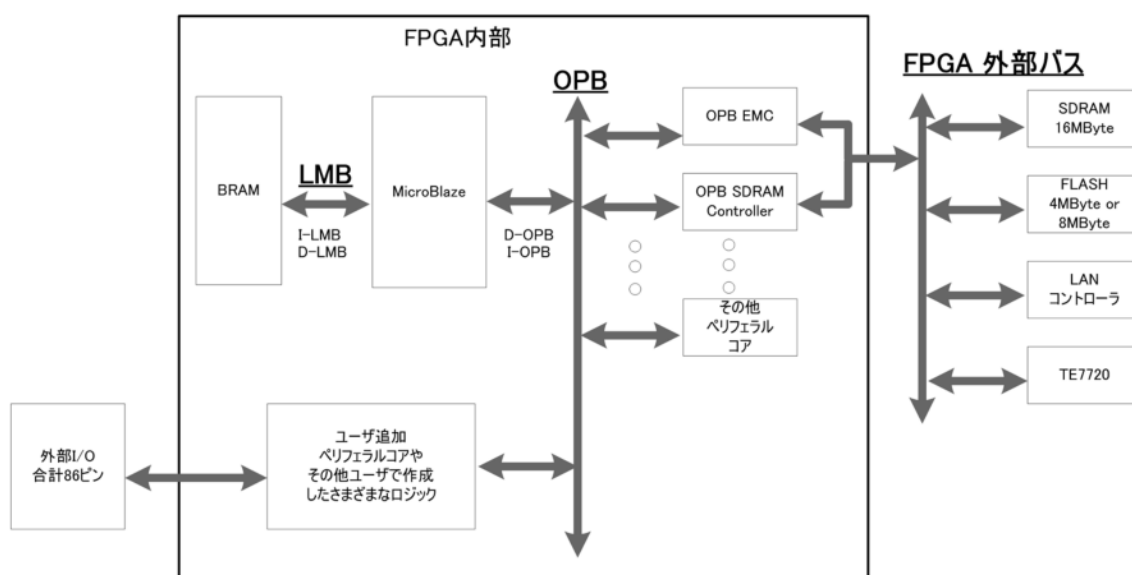 FPGA内部
FPGA 外部バス
OPB
OPB EMC
SDRAM
16MByte
BRAM
LMB
MicroBlaze
I-LMB
D-LMB
D-OPB
I-OPB
OPB SDRAM
Controller
FLASH
4MByte or
8MByte
LAN
コントローラ
その他
ペリフェラル
コア
TE7720
外部I/O
合計86ピン
ユーザ追加
ペリフェラルコアや
その他ユーザで作成
したさまざまなロジック